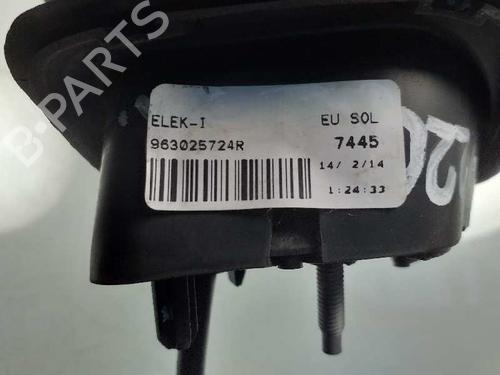 B-PARTS
ELEK-I EU SOL
963025724R 7445
14/ 2/14
1:24:33